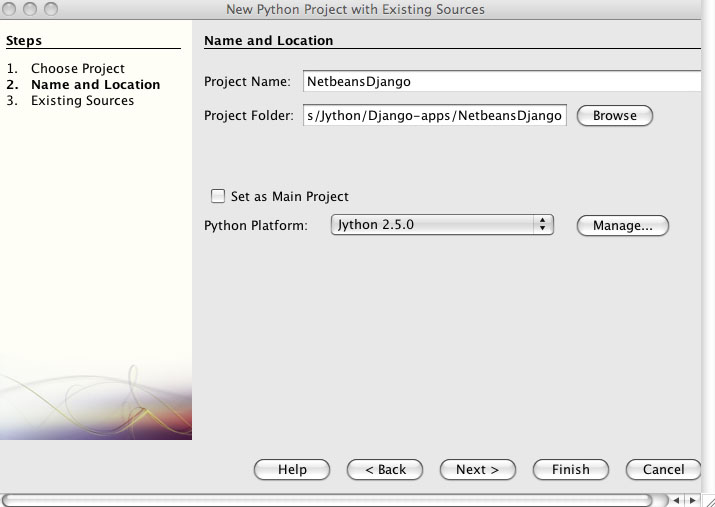 New Python Project with Existing Sources
Steps
1. Choose Project
2. Name and Location
3. Existing Sources
Name and Location
Project Name: NetbeansDjango
Project Folder: s/Jython/Django-apps/NetbeansDjango Browse
Set as Main Project
Python Platform: Jython 2.5.0 Manage...
Help < Back Next > Finish Cancel